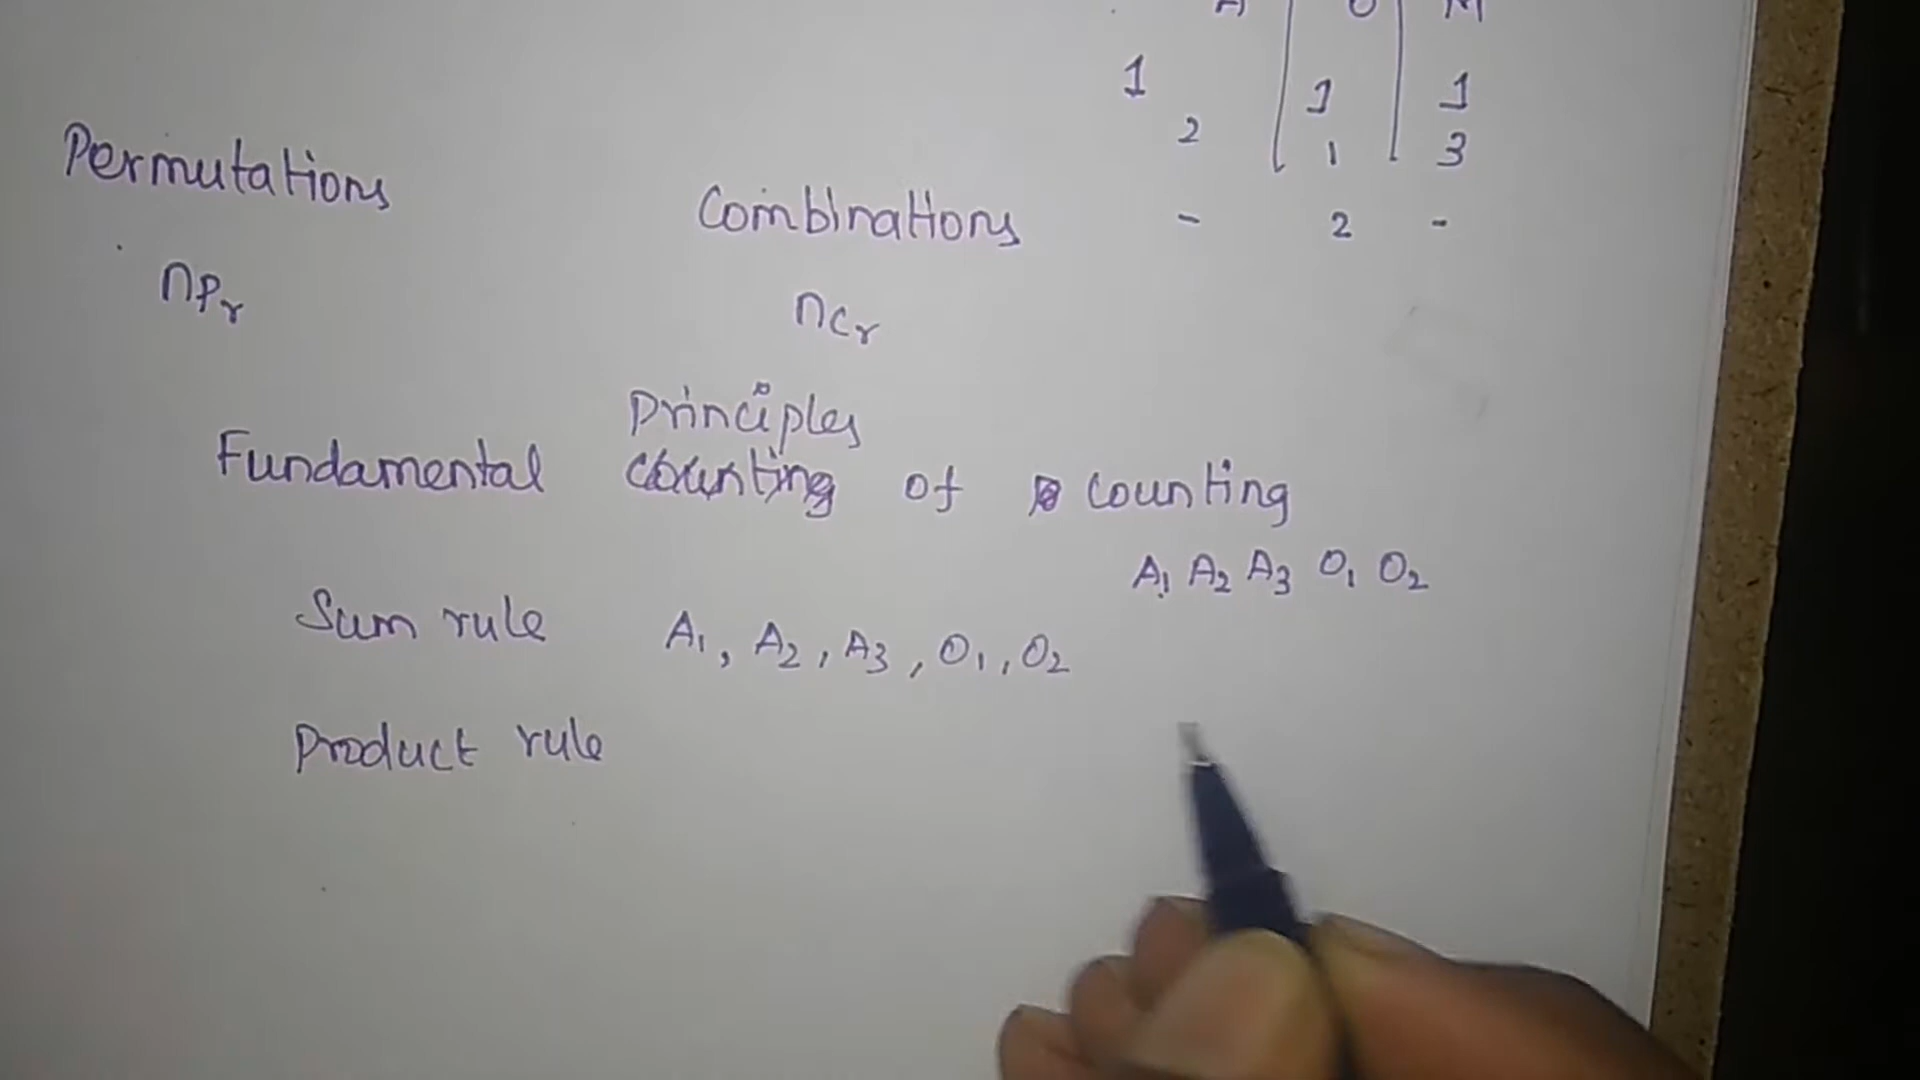 A O M
1 1 1
2 1 3
Permutations
Combinations - 2 -
nPr
nCr
Principles
Fundamental counting of counting
A1 A2 A3 O1 O2
Sum rule A1, A2, A3, O1, O2
Product rule